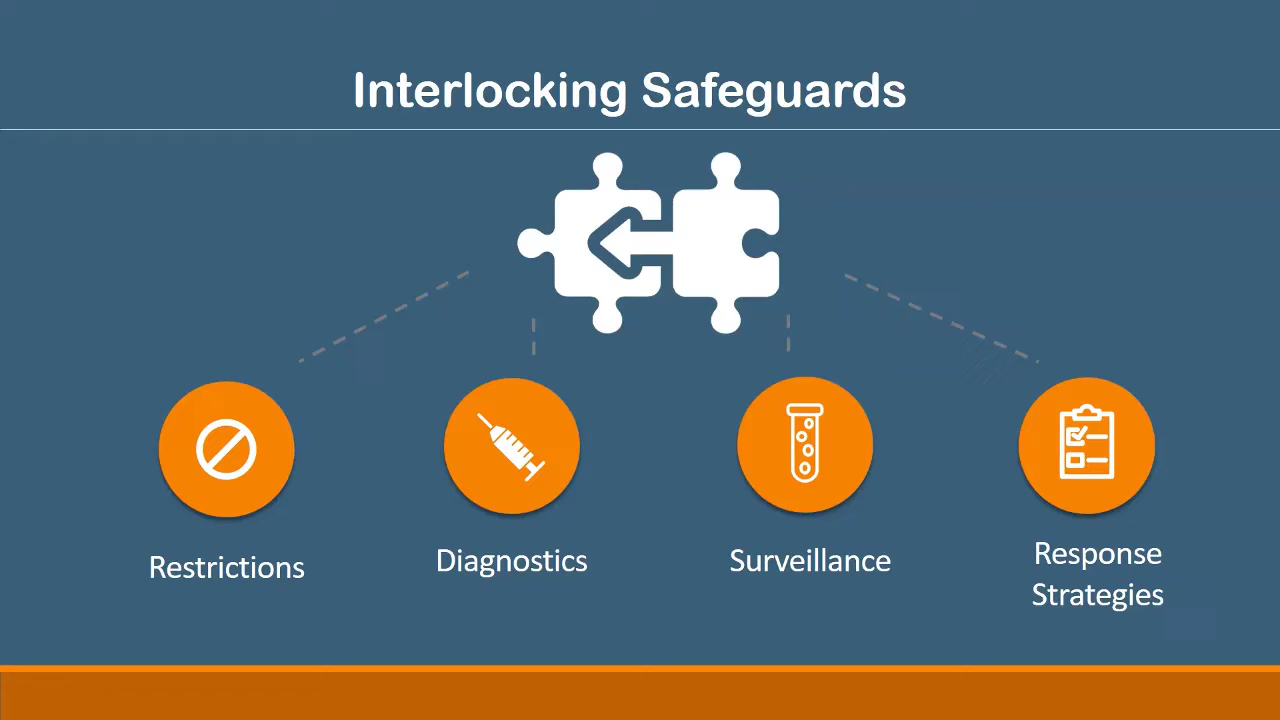 Interlocking Safeguards
Restrictions
Diagnostics
Surveillance
Response
Strategies